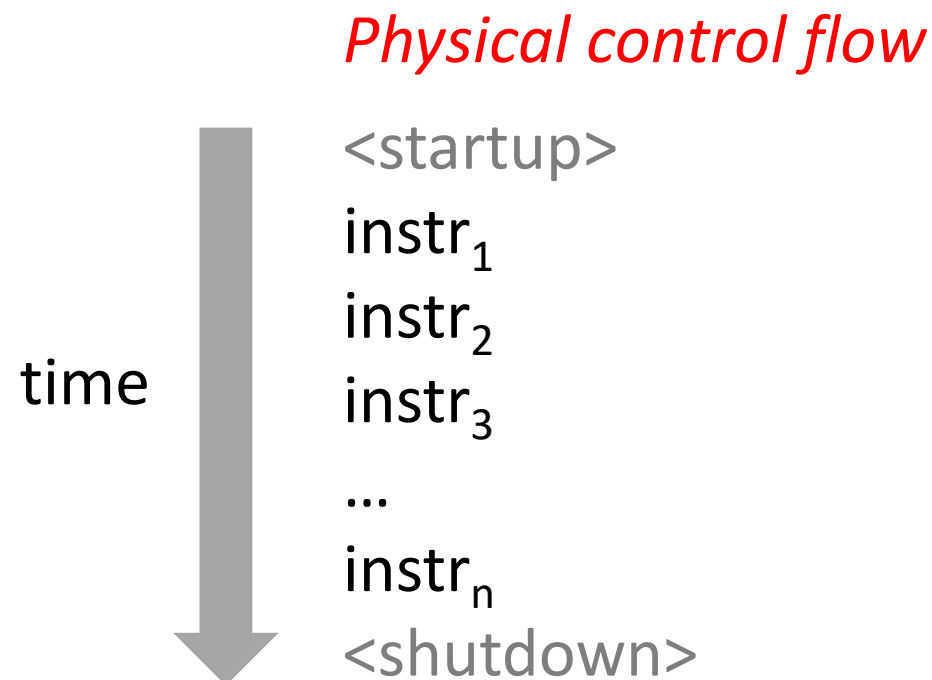 Physical control flow
<startup>
instr₁
instr₂
time
instr₃
...
instrₙ
<shutdown>